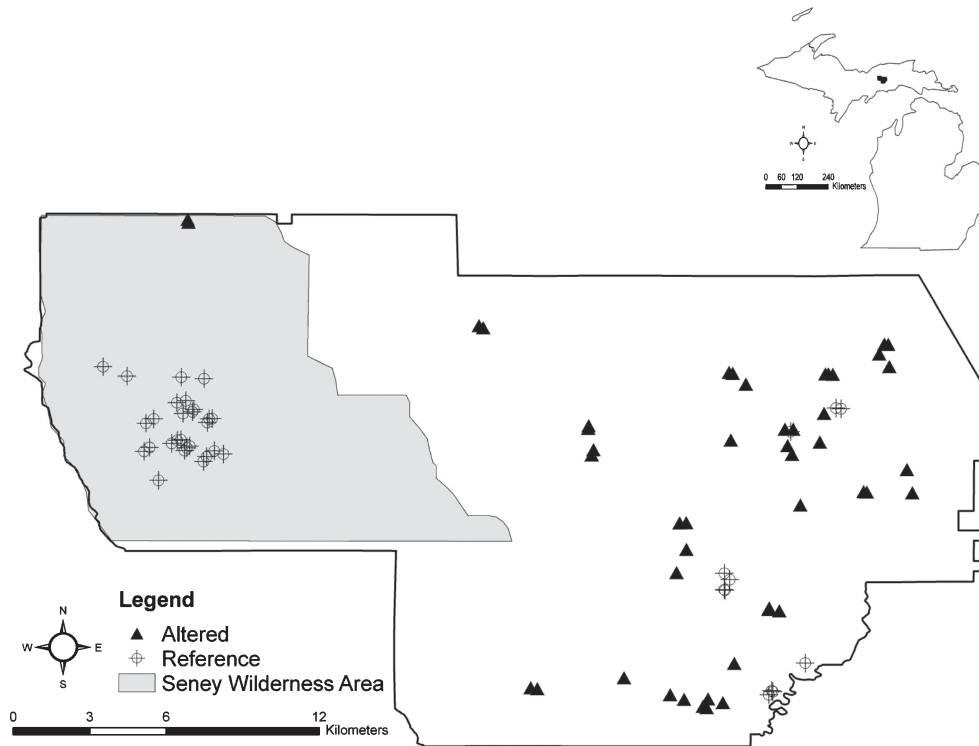 N
W E
S
0 60 120 240
Kilometers
Legend
N
W E
S
Altered
Reference
Seney Wilderness Area
0 3 6 12
Kilometers